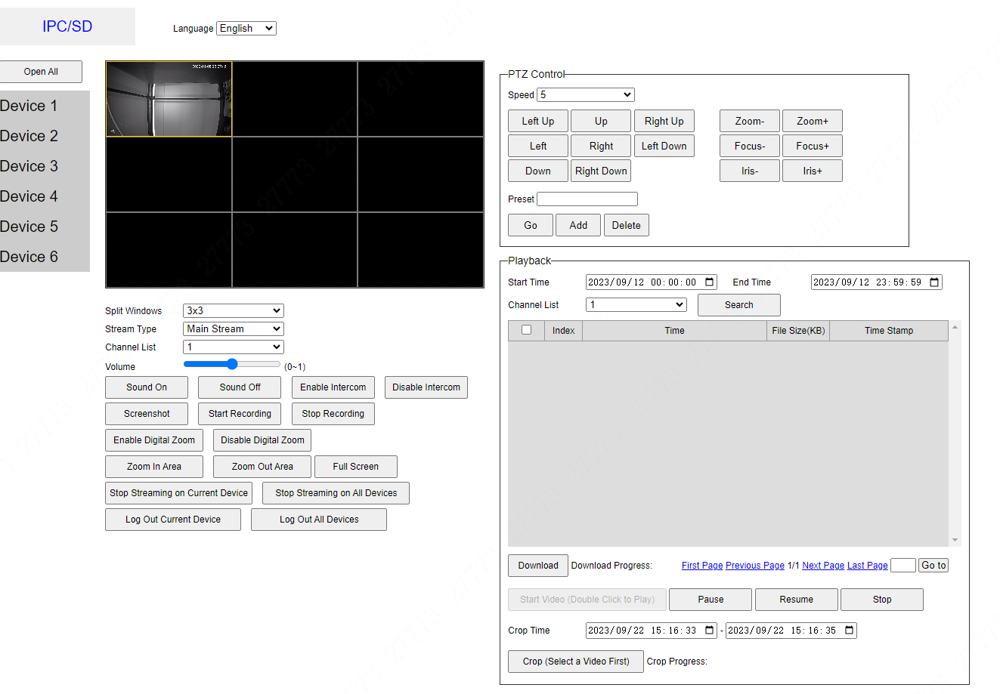 IPC/SD
Language English
Open All
Device 1
Device 2
Device 3
Device 4
Device 5
Device 6
Split Windows 3x3
Stream Type Main Stream
Channel List 1
Volume (0~1)
Sound On Sound Off Enable Intercom Disable Intercom
Screenshot Start Recording Stop Recording
Enable Digital Zoom Disable Digital Zoom
Zoom In Area Zoom Out Area Full Screen
Stop Streaming on Current Device Stop Streaming on All Devices
Log Out Current Device Log Out All Devices
PTZ Control
Speed 5
Left Up Up Right Up Zoom- Zoom+
Left Right Left Down Focus- Focus+
Down Right Down Iris- Iris+
Preset
Go Add Delete
Playback
Start Time 2023/09/12 00:00:00 End Time 2023/09/12 23:59:59
Channel List 1 Search
Index Time File Size(KB) Time Stamp
Download Download Progress: First Page Previous Page 1/1 Next Page Last Page Go to
Start Video (Double Click to Play) Pause Resume Stop
Crop Time 2023/09/22 15:16:33 - 2023/09/22 15:16:35
Crop (Select a Video First) Crop Progress:
27773